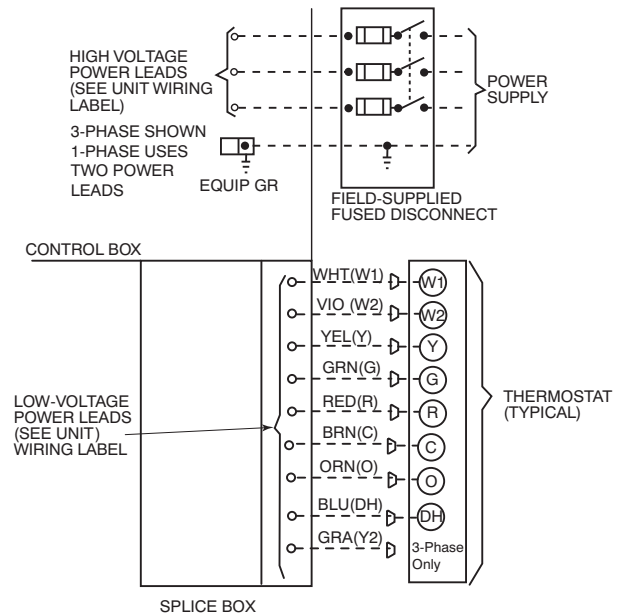 HIGH VOLTAGE
POWER LEADS
(SEE UNIT WIRING
LABEL)
3-PHASE SHOWN
1-PHASE USES
TWO POWER
LEADS
EQUIP GR
POWER
SUPPLY
FIELD-SUPPLIED
FUSED DISCONNECT
CONTROL BOX
WHT(W1)
W1
VIO (W2)
W2
YEL(Y)
Y
GRN(G)
G
RED(R)
R
BRN(C)
C
ORN(O)
O
BLU(DH)
DH
GRA(Y2)
3-Phase
Only
LOW-VOLTAGE
POWER LEADS
(SEE UNIT)
WIRING LABEL
THERMOSTAT
(TYPICAL)
SPLICE BOX